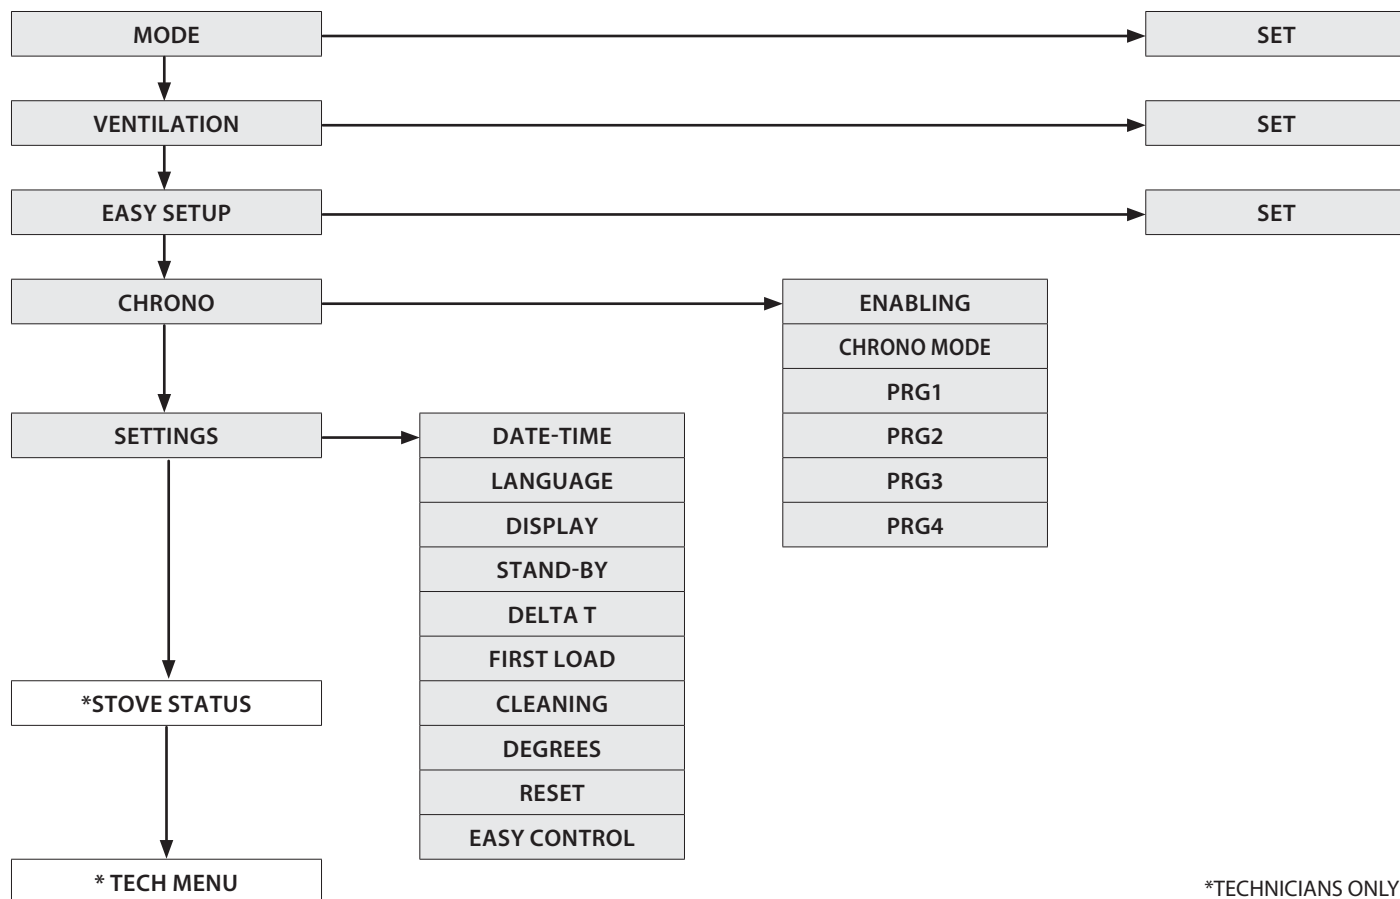 MODE
SET
VENTILATION
SET
EASY SETUP
SET
CHRONO
ENABLING
CHRONO MODE
PRG1
PRG2
PRG3
PRG4
SETTINGS
DATE-TIME
LANGUAGE
DISPLAY
STAND-BY
DELTA T
FIRST LOAD
CLEANING
DEGREES
RESET
EASY CONTROL
*STOVE STATUS
* TECH MENU
*TECHNICIANS ONLY